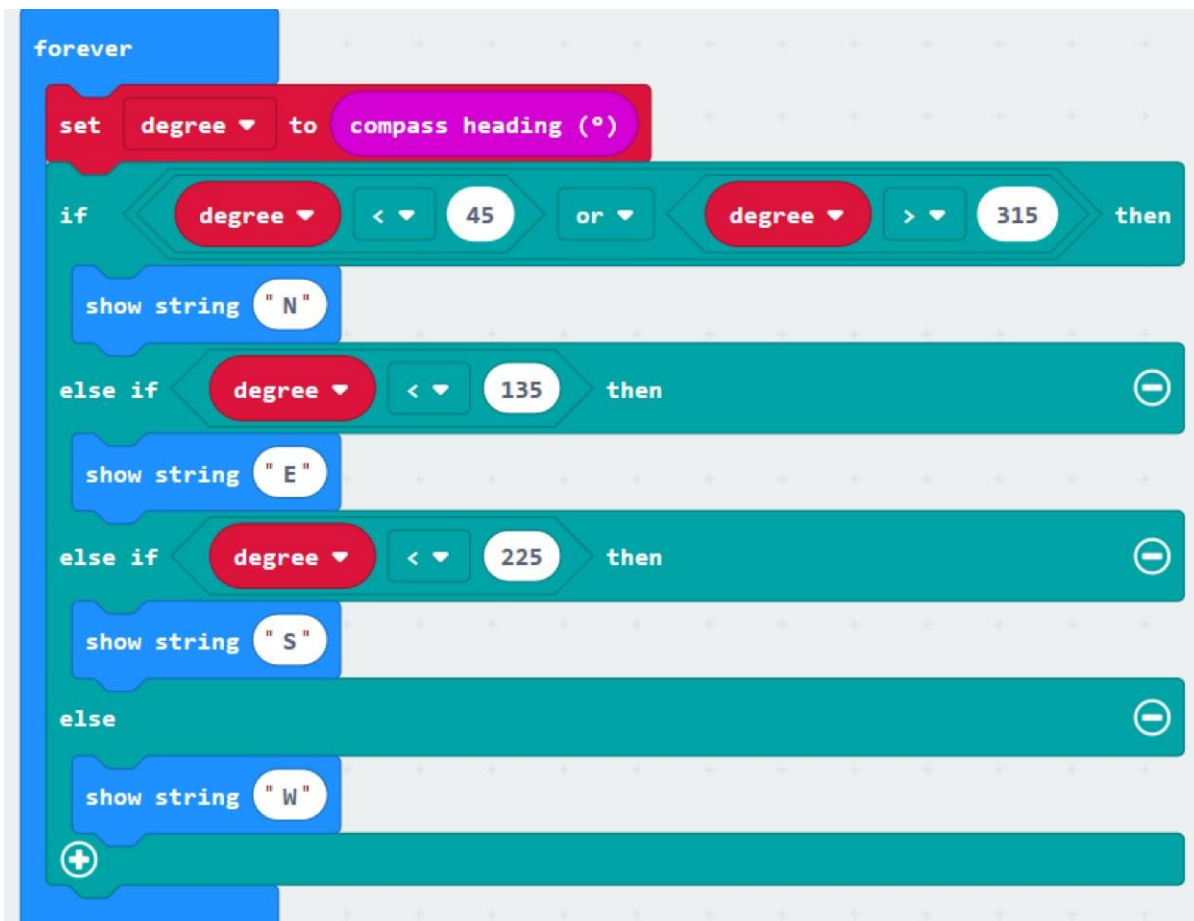 forever
set degree to compass heading (°)
if degree < 45 or degree > 315 then
show string "N"
else if degree < 135 then
show string "E"
else if degree < 225 then
show string "S"
else
show string "W"